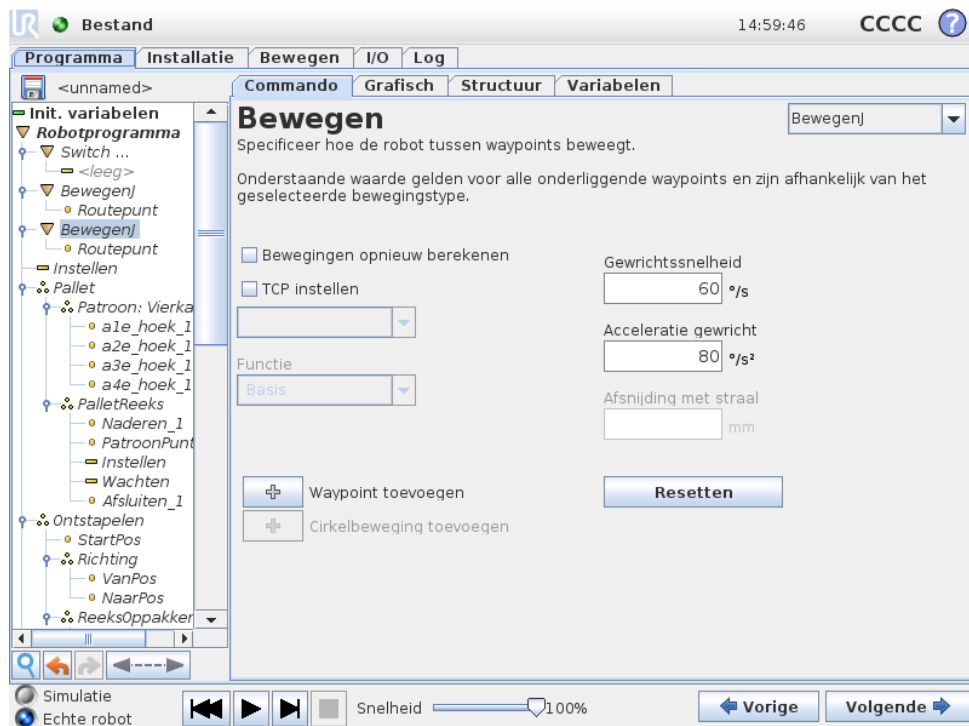 UR Bestand 14:59:46 CCCC ?
Programma Installatie Bewegen I/O Log
<unnamed>
Commando Grafisch Structuur Variabelen
Init. variabelen
Robotprogramma
Switch ...
<leeg>
BewegenJ
Routepunt
BewegenJ
Routepunt
Instellen
Pallet
Patroon: Vierka
a1e_hoek_1
a2e_hoek_1
a3e_hoek_1
a4e_hoek_1
PalletReeks
Naderen_1
PatroonPunt
Instellen
Wachten
Afsluiten_1
Ontstapelen
StartPos
Richting
VanPos
NaarPos
ReeksOppakken
Bewegen
BewegenJ
Specificeer hoe de robot tussen waypoints beweegt.
Onderstaande waarde gelden voor alle onderliggende waypoints en zijn afhankelijk van het
geselecteerde bewegingstype.
Bewegingen opnieuw berekenen
TCP instellen
Functie
Basis
Gewrichtssnelheid
60 °/s
Acceleratie gewricht
80 °/s²
Afsnijding met straal
mm
Waypoint toevoegen
Cirkelbeweging toevoegen
Resetten
Simulatie
Echte robot
Snelheid 100%
Vorige Volgende